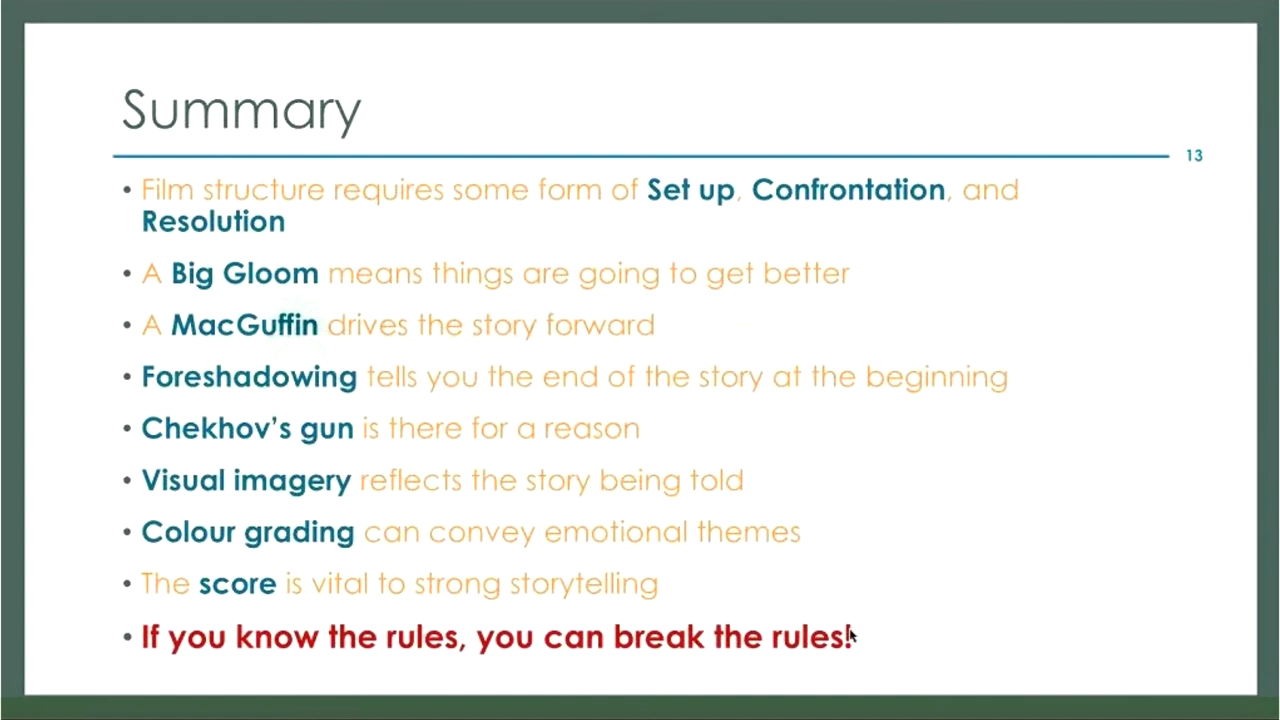 Summary
13
• Film structure requires some form of Set up, Confrontation, and
Resolution
• A Big Gloom means things are going to get better
• A MacGuffin drives the story forward
• Foreshadowing tells you the end of the story at the beginning
• Chekhov’s gun is there for a reason
• Visual imagery reflects the story being told
• Colour grading can convey emotional themes
• The score is vital to strong storytelling
• If you know the rules, you can break the rules!